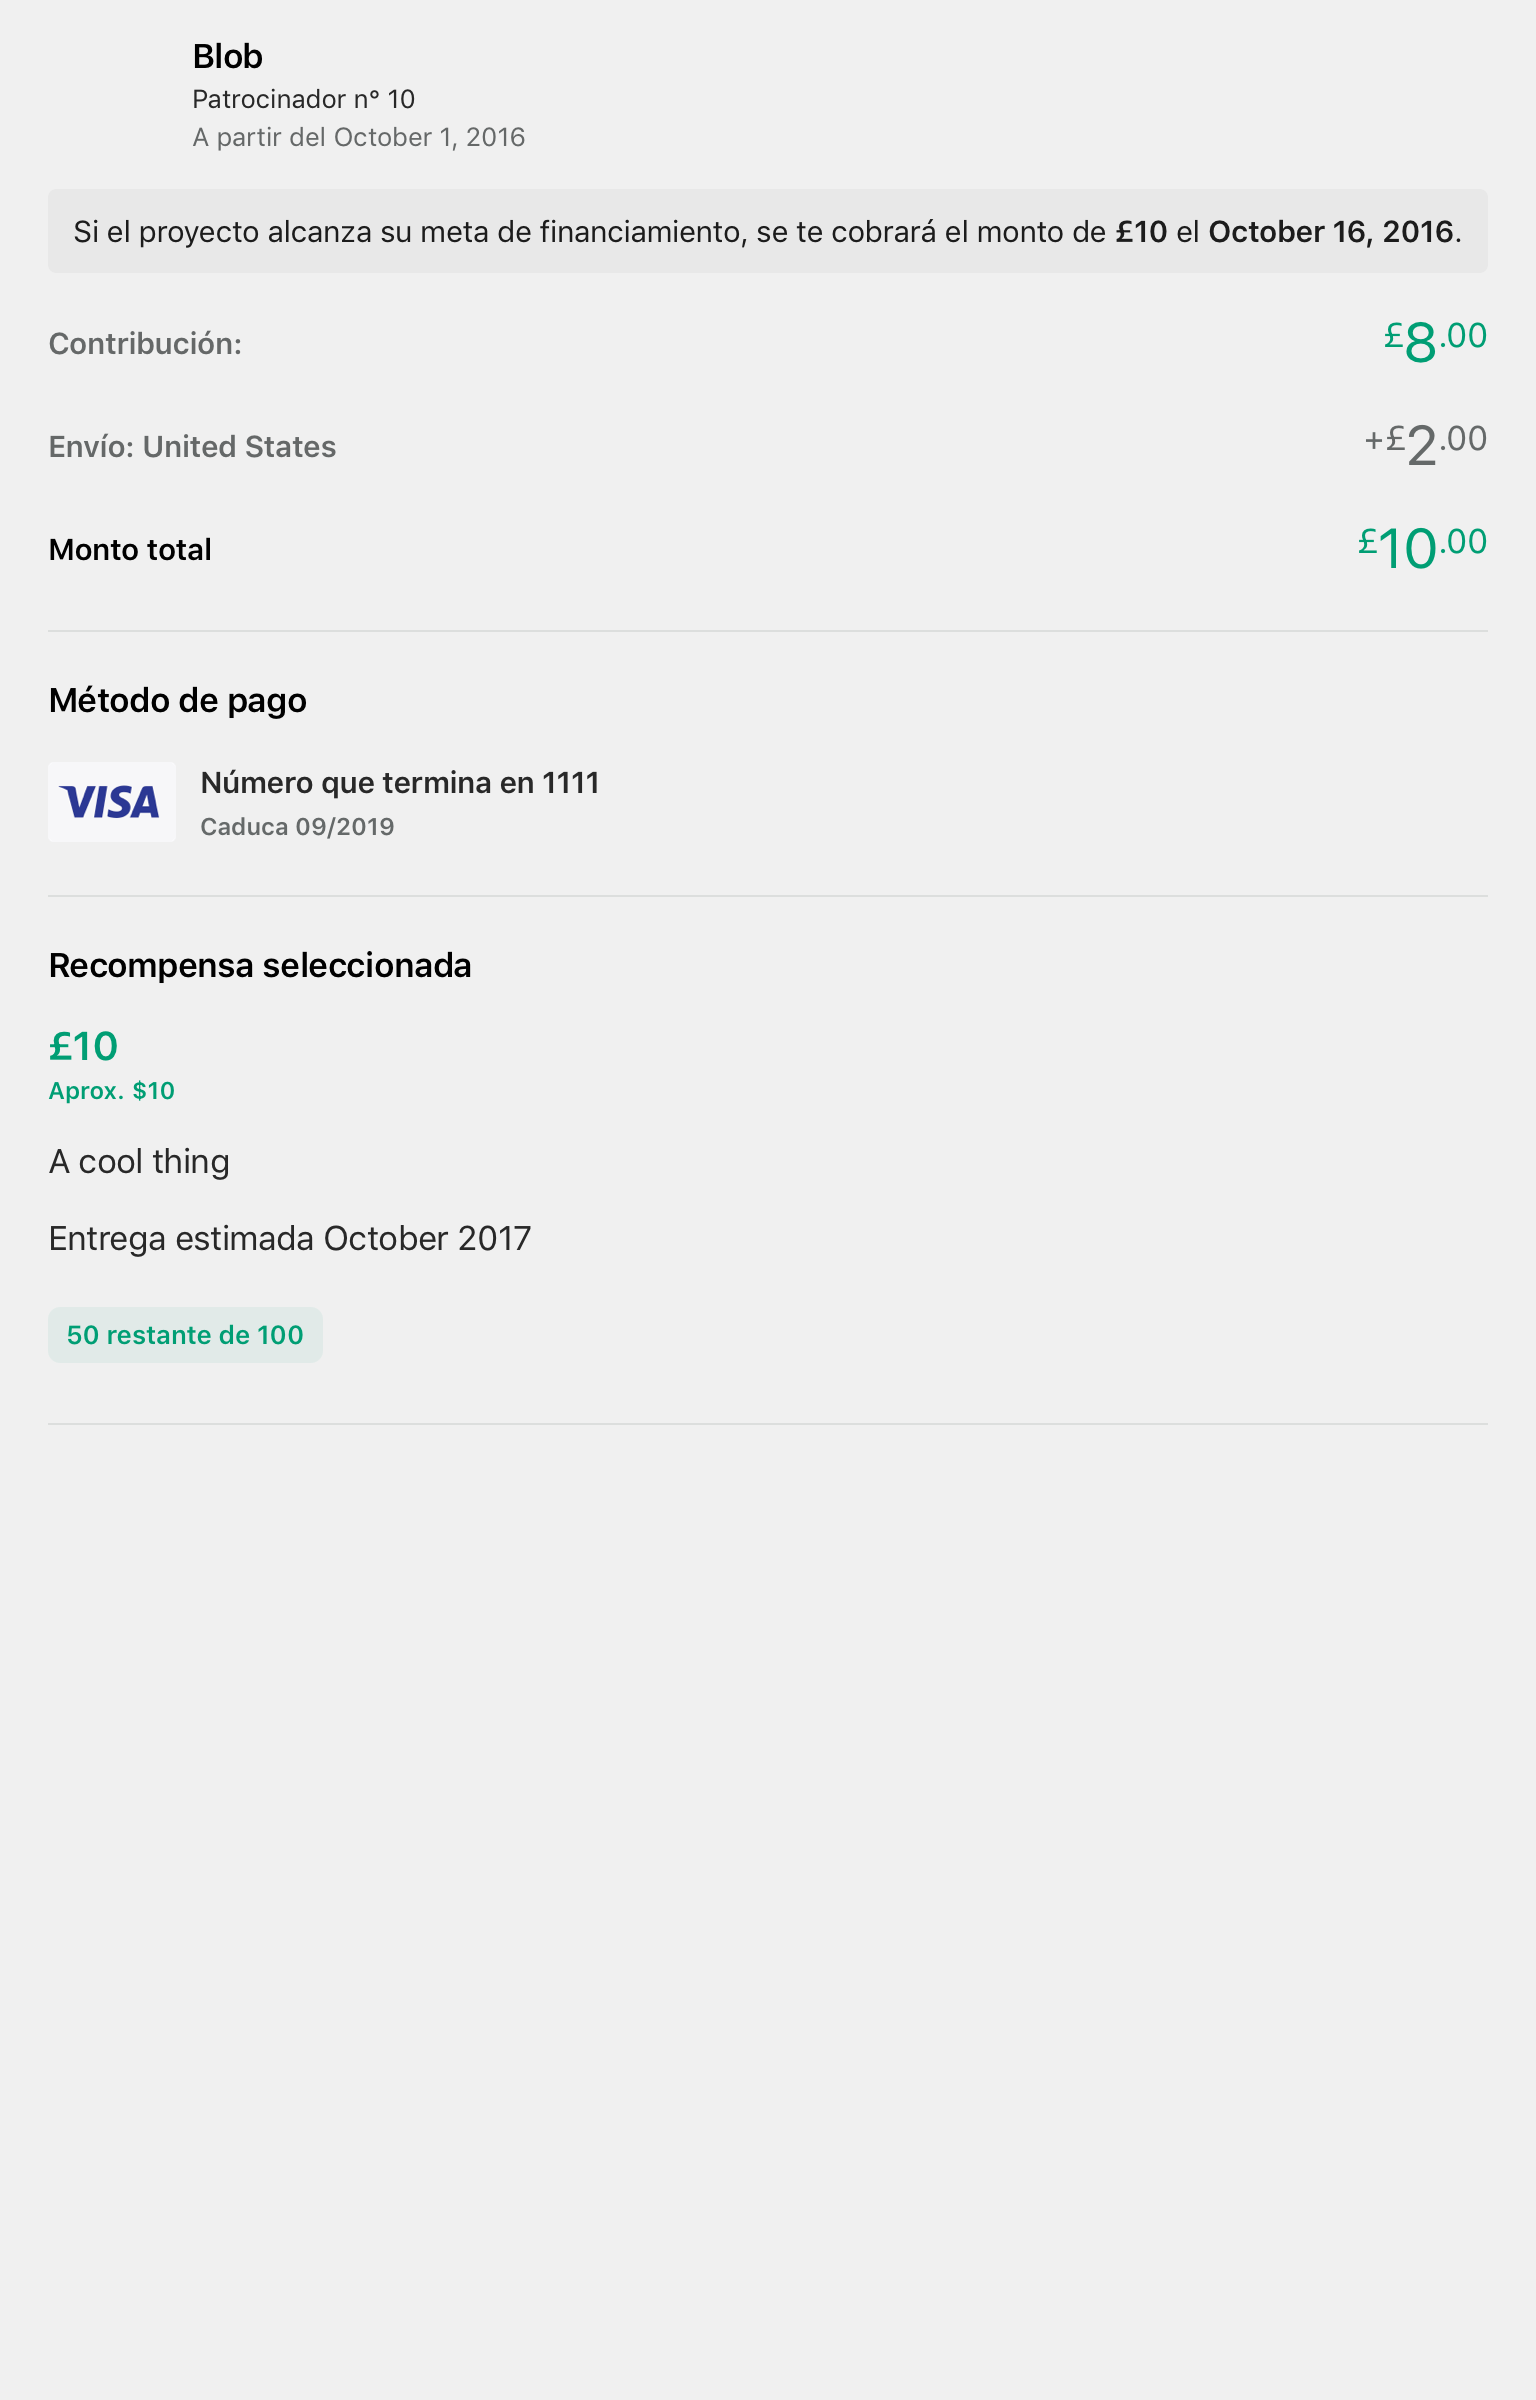 Blob
Patrocinador nº 10
A partir del October 1, 2016
Si el proyecto alcanza su meta de financiamiento, se te cobrará el monto de £10 el October 16, 2016.
Contribución:
£8.00
Envío: United States
+£2.00
Monto total
£10.00
Método de pago
VISA
Número que termina en 1111
Caduca 09/2019
Recompensa seleccionada
£10
Aprox. $10
A cool thing
Entrega estimada October 2017
50 restante de 100